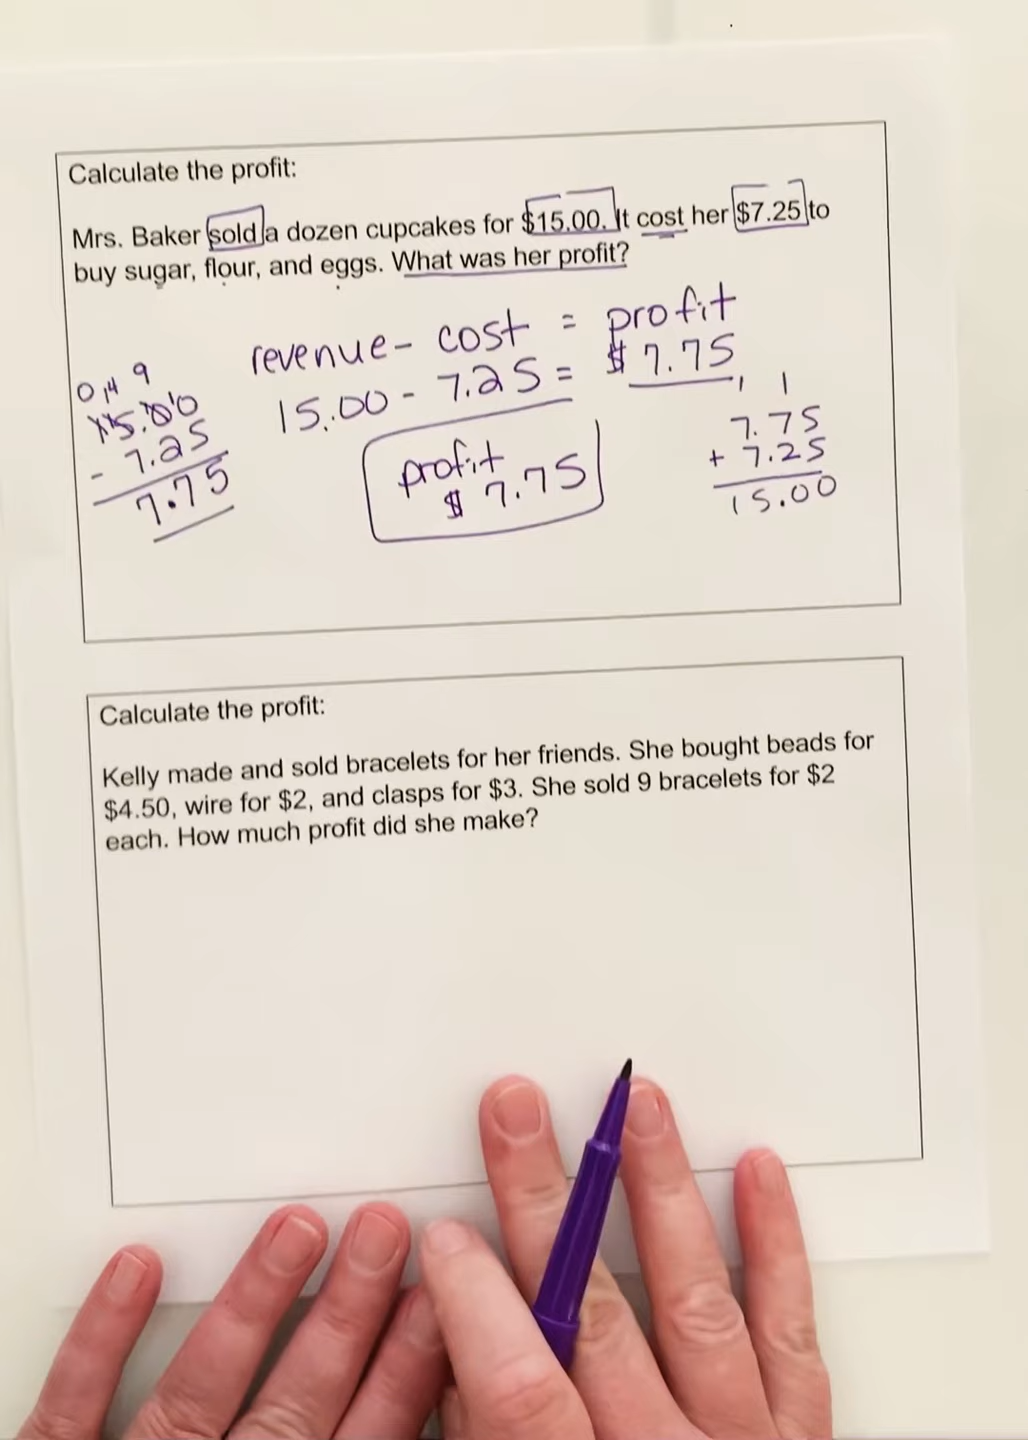 Calculate the profit:
Mrs. Baker sold a dozen cupcakes for $15.00. It cost her $7.25 to
buy sugar, flour, and eggs. What was her profit?
revenue - cost = profit
15.00 - 7.25 = $7.75
0 14 9
15.00
- 7.25
7.75
profit
$ 7.75
1 1
7.75
+ 7.25
15.00
Calculate the profit:
Kelly made and sold bracelets for her friends. She bought beads for
$4.50, wire for $2, and clasps for $3. She sold 9 bracelets for $2
each. How much profit did she make?